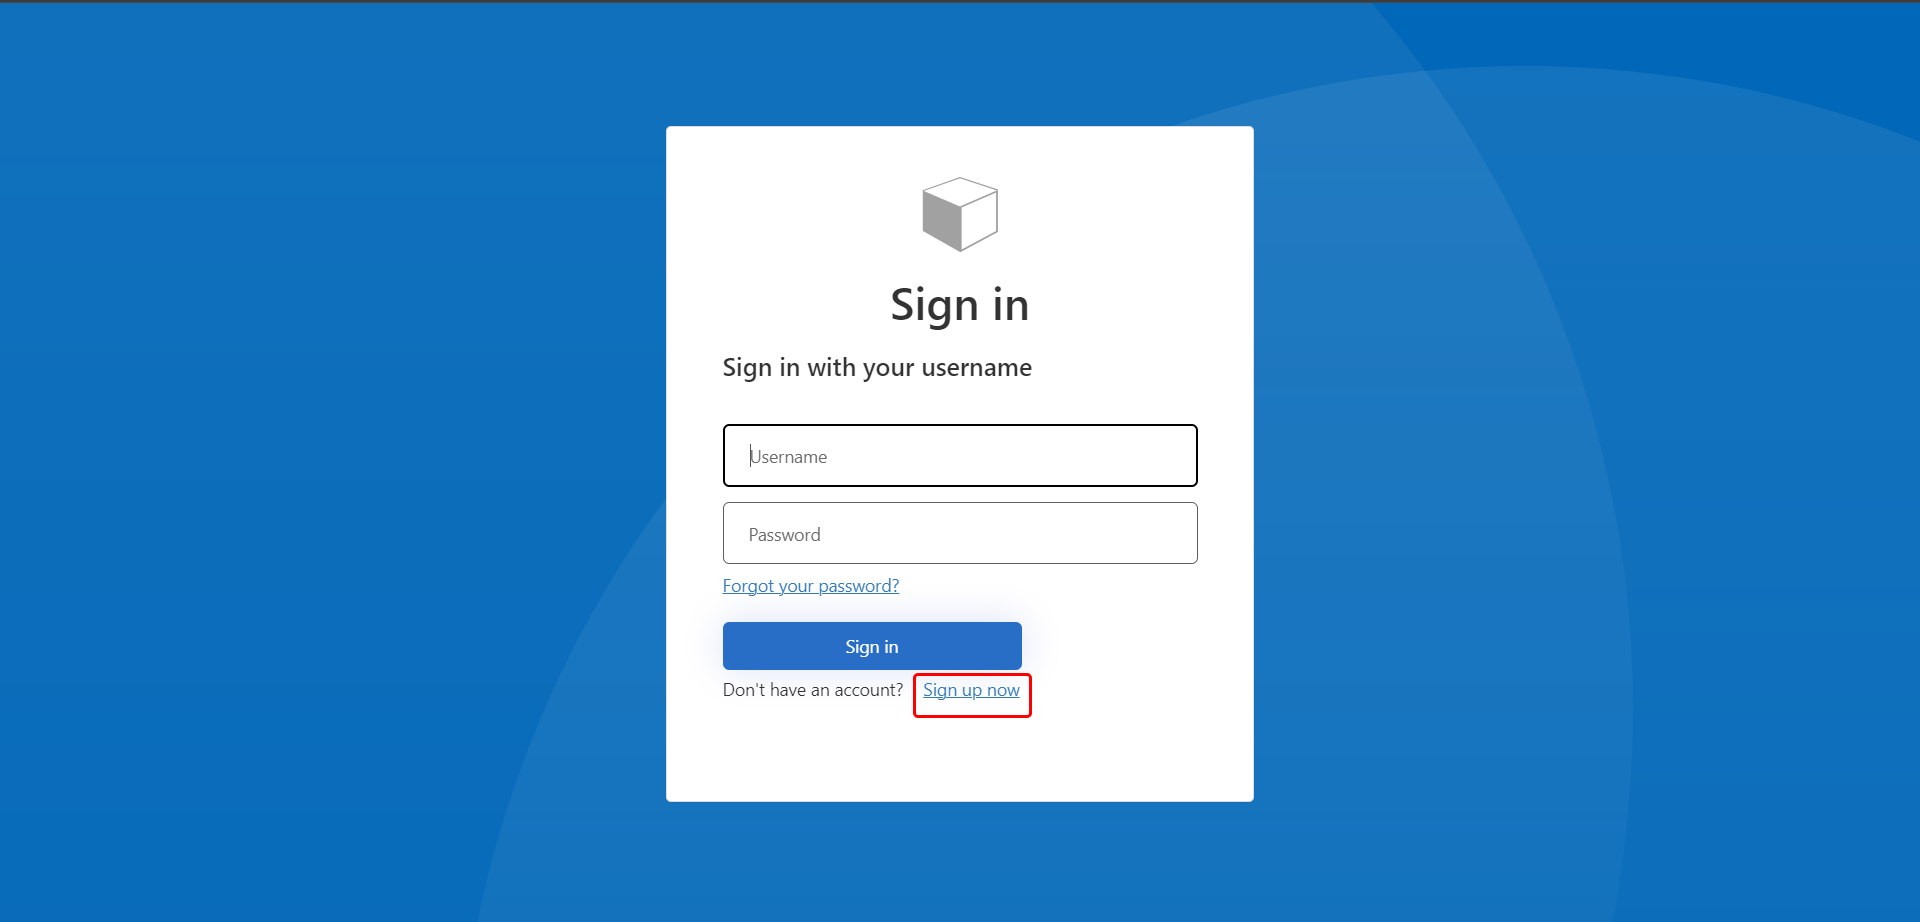 Sign in
Sign in with your username
Username
Password
Forgot your password?
Sign in
Don't have an account? Sign up now